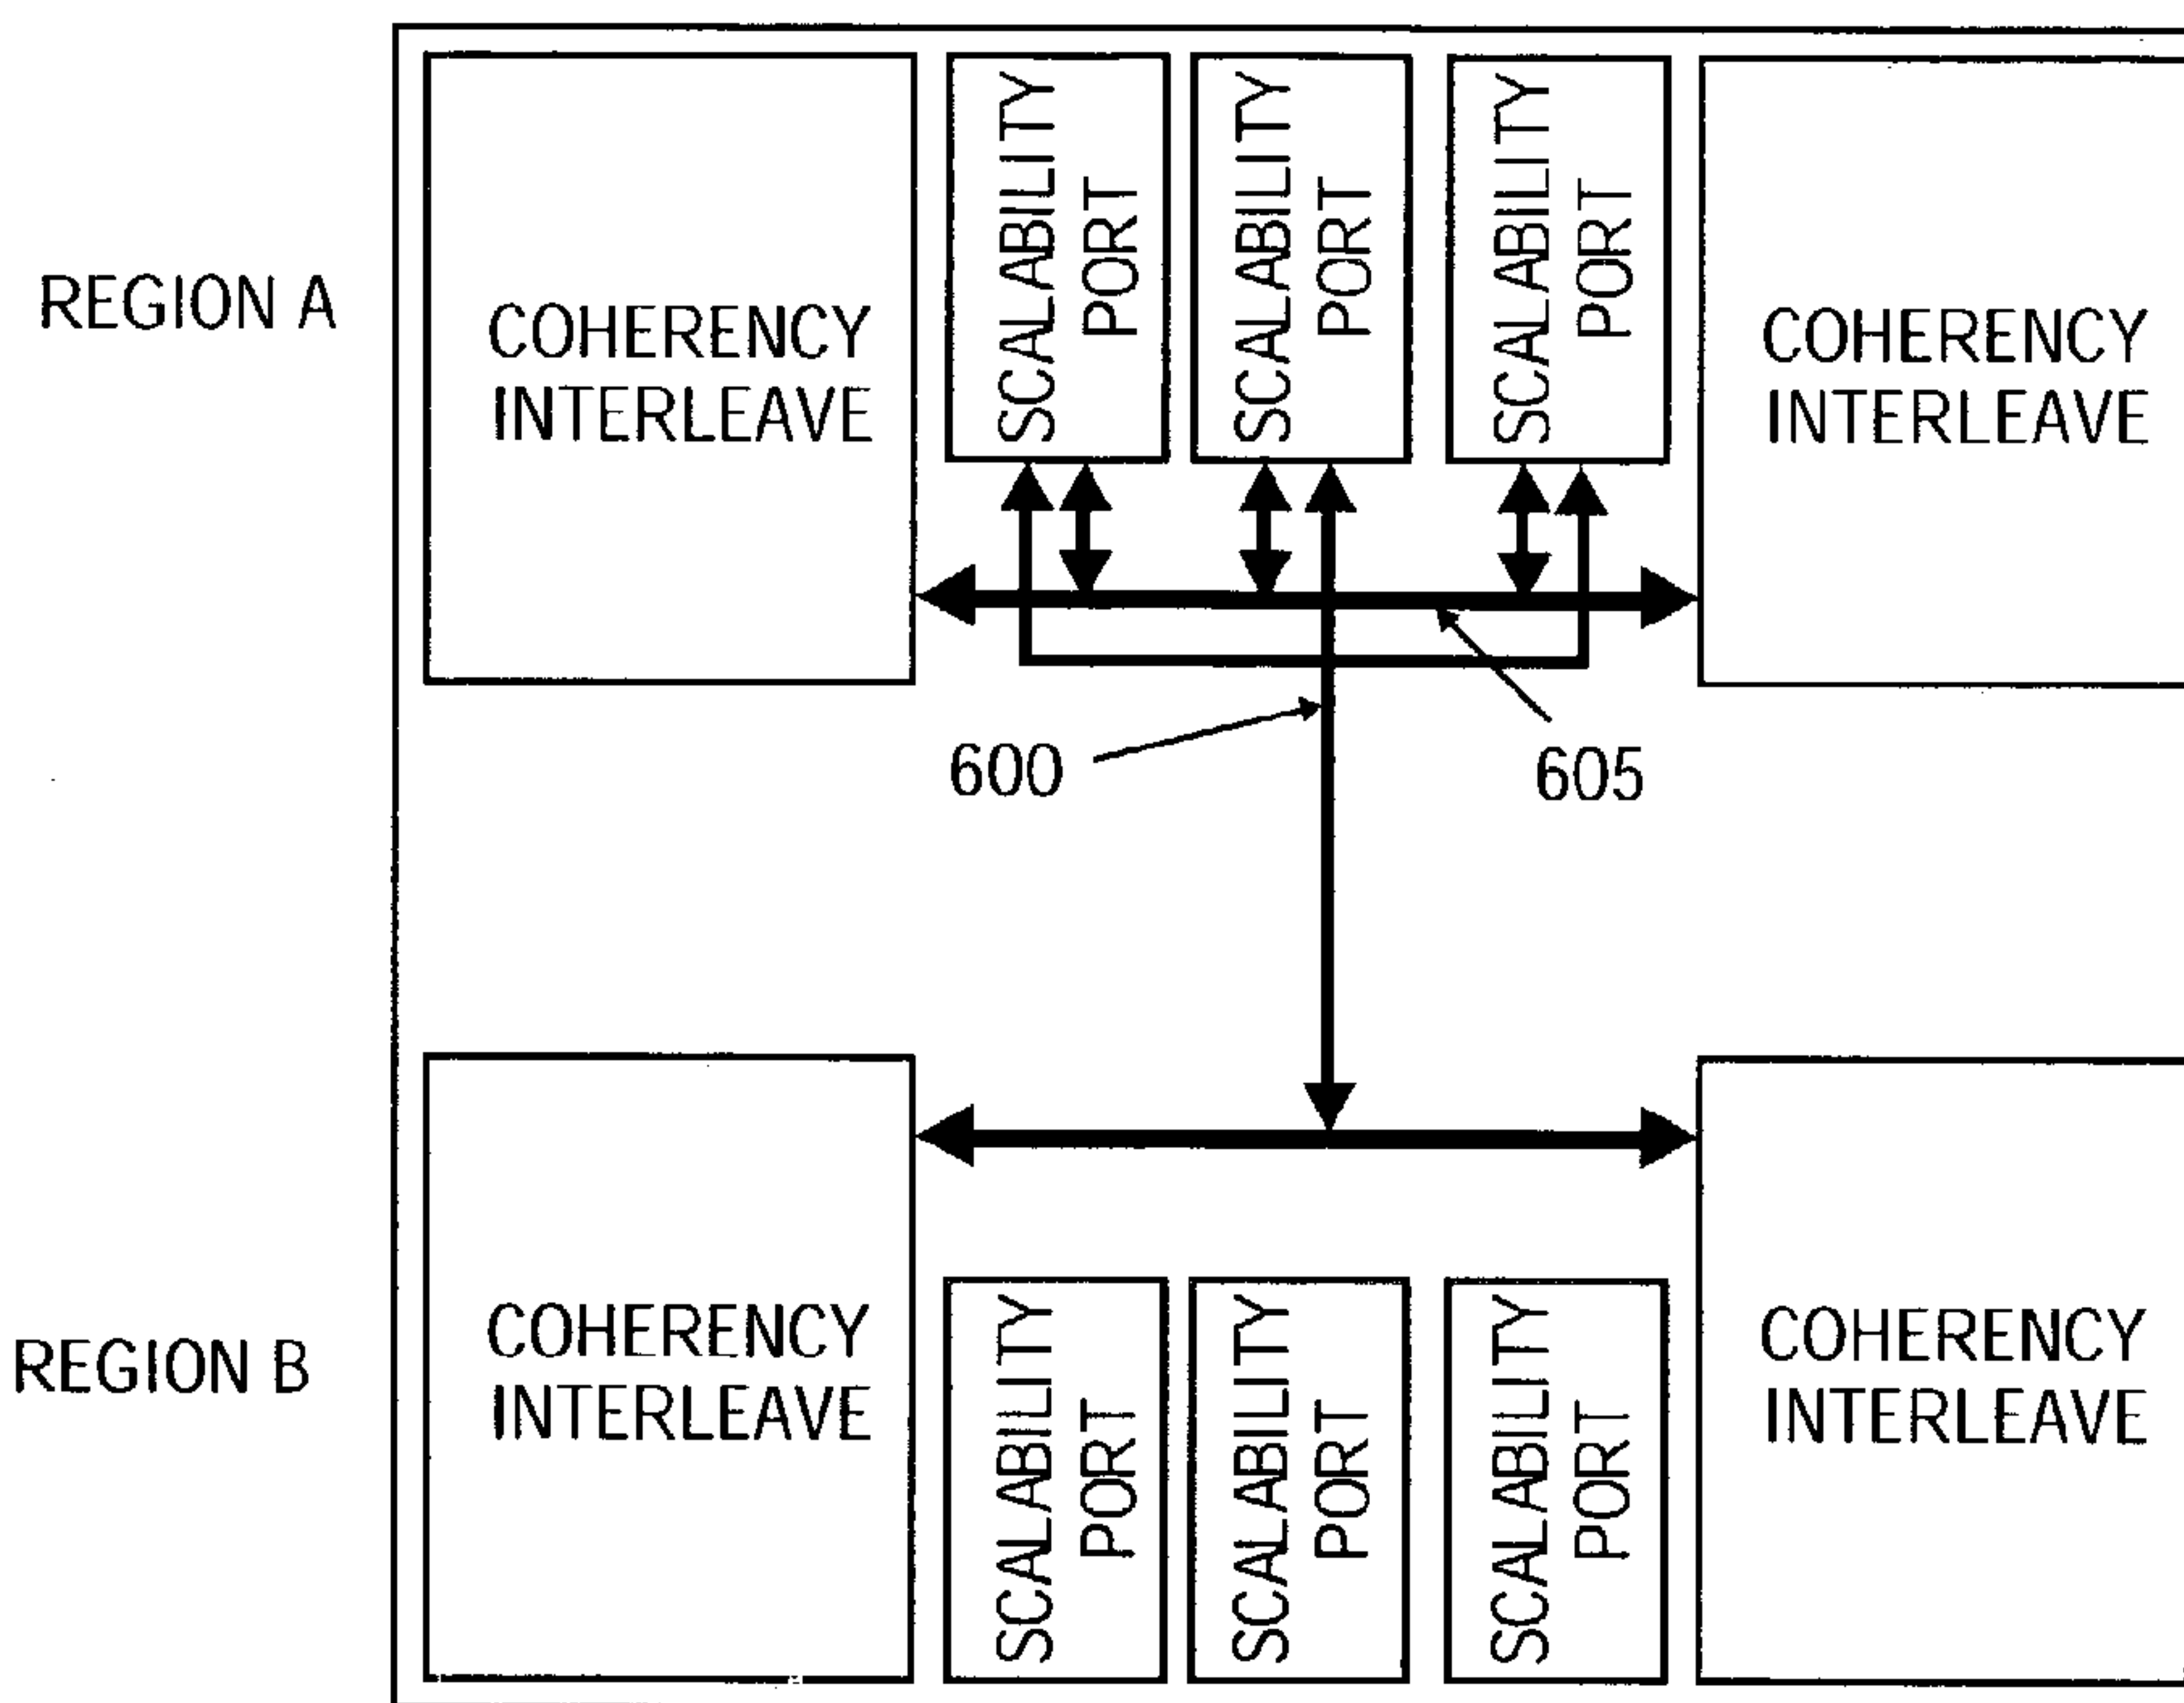 REGION A
COHERENCY
INTERLEAVE
SCALABILITY
PORT
SCALABILITY
PORT
SCALABILITY
PORT
COHERENCY
INTERLEAVE
600
605
REGION B
COHERENCY
INTERLEAVE
SCALABILITY
PORT
SCALABILITY
PORT
SCALABILITY
PORT
COHERENCY
INTERLEAVE